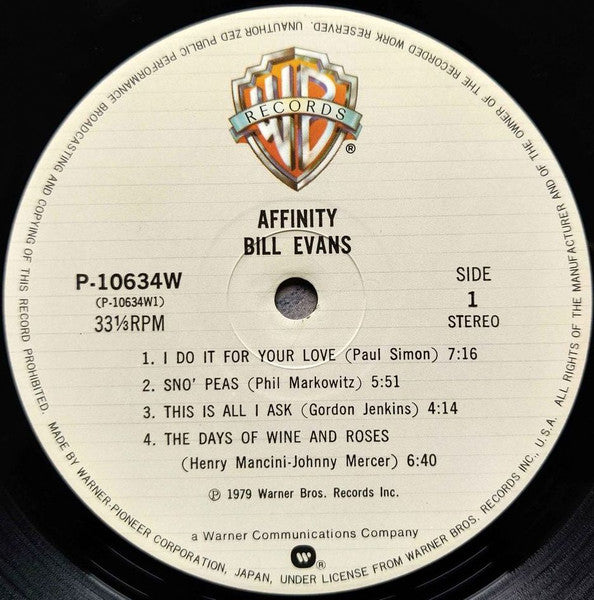 ALL RIGHTS OF THE MANUFACTURER AND OF THE OWNER OF THE RECORDED WORK RESERVED. UNAUTHORIZED PUBLIC PERFORMANCE BROADCASTING AND COPYING OF THIS RECORD PROHIBITED.
WB
RECORDS
®
AFFINITY
BILL EVANS
P-10634W
(P-10634W1)
33⅓RPM
SIDE
1
STEREO
1. I DO IT FOR YOUR LOVE (Paul Simon) 7:16
2. SNO' PEAS (Phil Markowitz) 5:51
3. THIS IS ALL I ASK (Gordon Jenkins) 4:14
4. THE DAYS OF WINE AND ROSES
(Henry Mancini-Johnny Mercer) 6:40
℗ 1979 Warner Bros. Records Inc.
a Warner Communications Company
®
MADE BY WARNER-PIONEER CORPORATION, JAPAN, UNDER LICENSE FROM WARNER BROS. RECORDS INC., U.S.A.